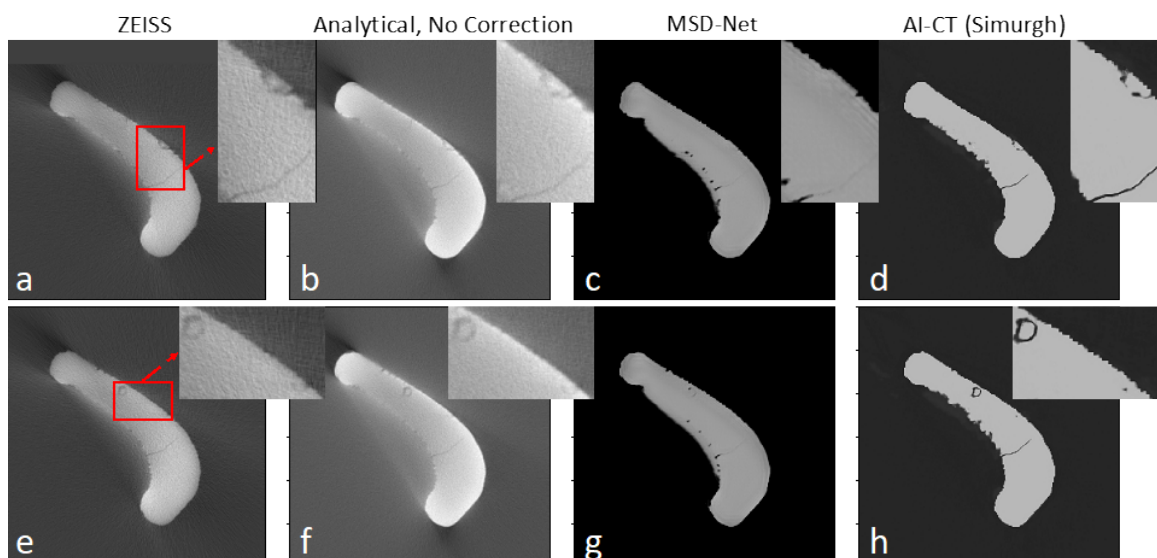 ZEISS
Analytical, No Correction
MSD-Net
AI-CT (Simurgh)
a
b
c
d
e
f
g
h